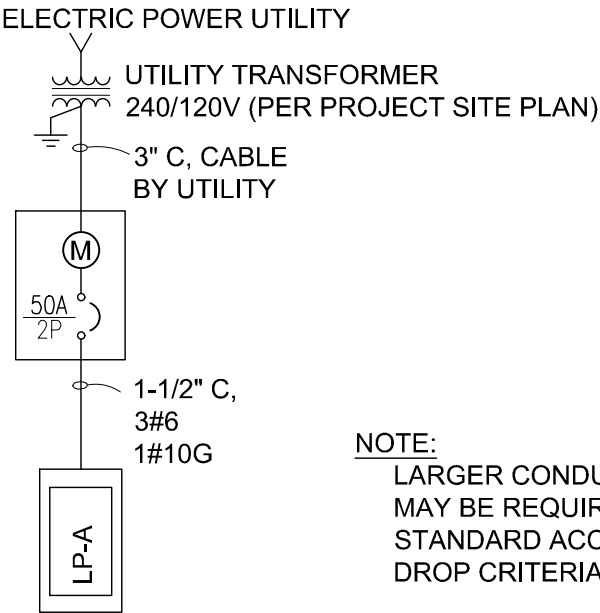 ELECTRIC POWER UTILITY
UTILITY TRANSFORMER
240/120V (PER PROJECT SITE PLAN)
3" C, CABLE
BY UTILITY
M
50A
2P
1-1/2" C,
3#6
1#10G
LP-A
NOTE:
LARGER CONDU
MAY BE REQUIR
STANDARD ACC
DROP CRITERIA